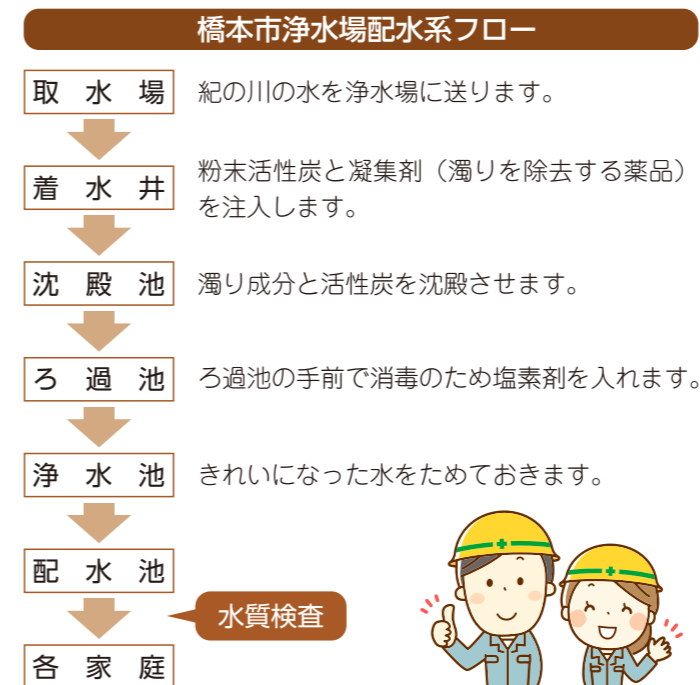 橋本市浄水場配水系フロー
取水場
紀の川の水を浄水場に送ります。
着水井
粉末活性炭と凝集剤（濁りを除去する薬品）
を注入します。
沈殿池
濁り成分と活性炭を沈殿させます。
ろ過池
ろ過池の手前で消毒のため塩素剤を入れます。
浄水池
きれいになった水をためておきます。
配水池
水質検査
各家庭